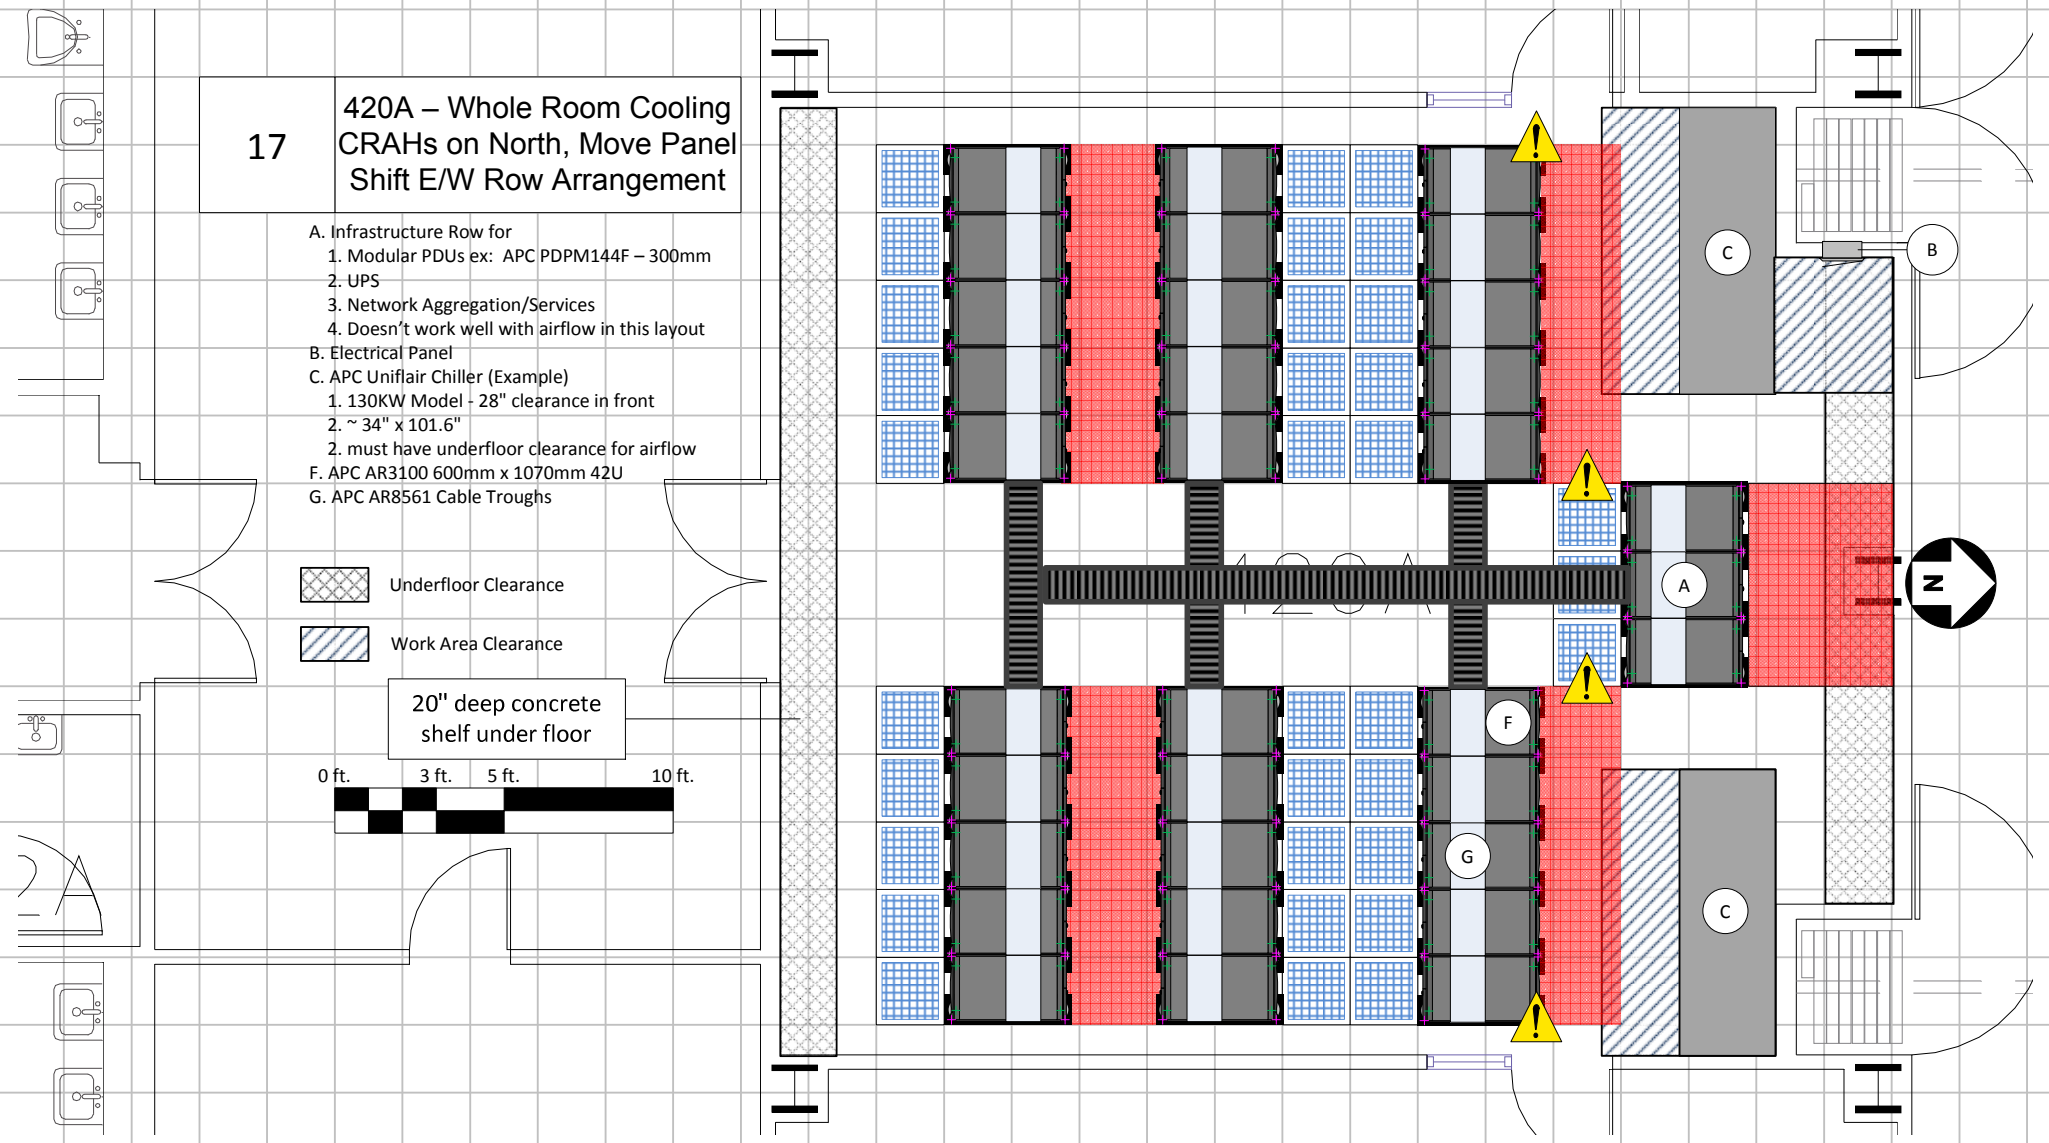 17
420A – Whole Room Cooling
CRAHs on North, Move Panel
Shift E/W Row Arrangement
A. Infrastructure Row for
1. Modular PDUs ex:  APC PDPM144F – 300mm
2. UPS
3. Network Aggregation/Services
4. Doesn't work well with airflow in this layout
B. Electrical Panel
C. APC Uniflair Chiller (Example)
1. 130KW Model - 28" clearance in front
2. ~ 34" x 101.6"
2. must have underfloor clearance for airflow
F. APC AR3100 600mm x 1070mm 42U
G. APC AR8561 Cable Troughs
Underfloor Clearance
Work Area Clearance
20" deep concrete
shelf under floor
0 ft. 3 ft. 5 ft. 10 ft.
C
B
420A
A
N
F
G
C
2A